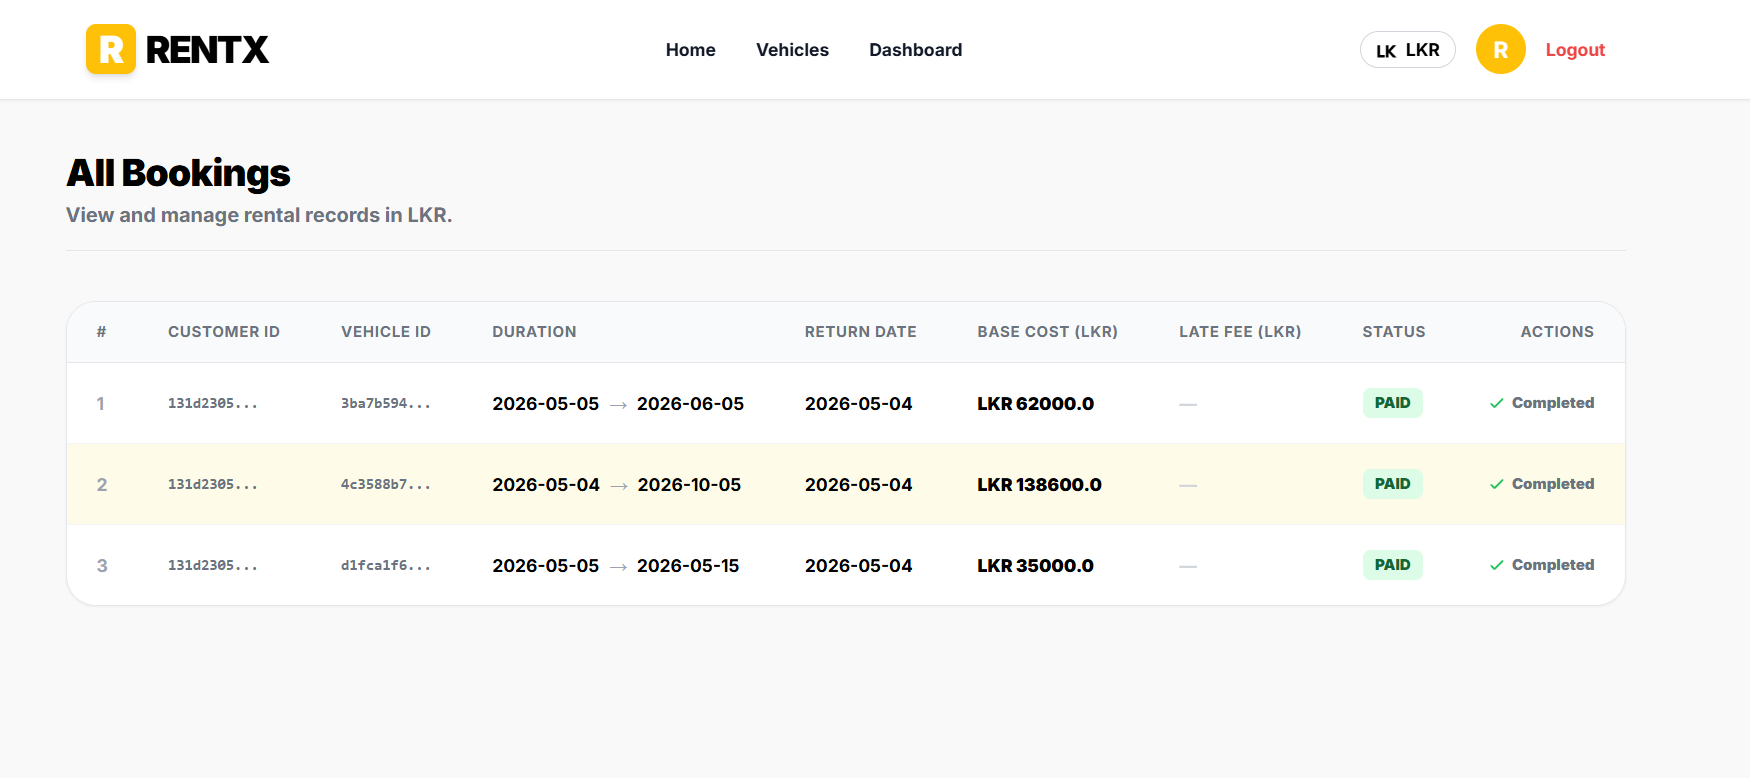 R RENTX Home Vehicles Dashboard LK LKR R Logout
All Bookings
View and manage rental records in LKR.
# CUSTOMER ID VEHICLE ID DURATION RETURN DATE BASE COST (LKR) LATE FEE (LKR) STATUS ACTIONS
1 131d2305... 3ba7b594... 2026-05-05 → 2026-06-05 2026-05-04 LKR 62000.0 — PAID ✓ Completed
2 131d2305... 4c3588b7... 2026-05-04 → 2026-10-05 2026-05-04 LKR 138600.0 — PAID ✓ Completed
3 131d2305... d1fca1f6... 2026-05-05 → 2026-05-15 2026-05-04 LKR 35000.0 — PAID ✓ Completed